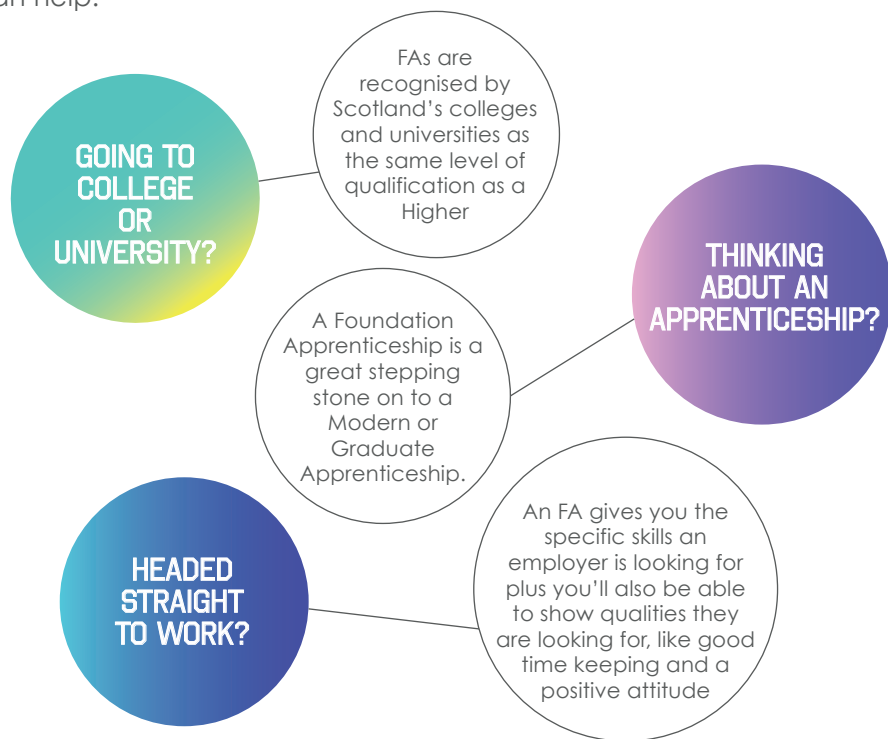 help.
GOING TO
COLLEGE
OR
UNIVERSITY?
FAs are
recognised by
Scotland’s colleges
and universities as
the same level of
qualification as a
Higher
THINKING
ABOUT AN
APPRENTICESHIP?
A Foundation
Apprenticeship is a
great stepping
stone on to a
Modern or
Graduate
Apprenticeship.
HEADED
STRAIGHT
TO WORK?
An FA gives you the
specific skills an
employer is looking for
plus you’ll also be able
to show qualities they
are looking for, like good
time keeping and a
positive attitude